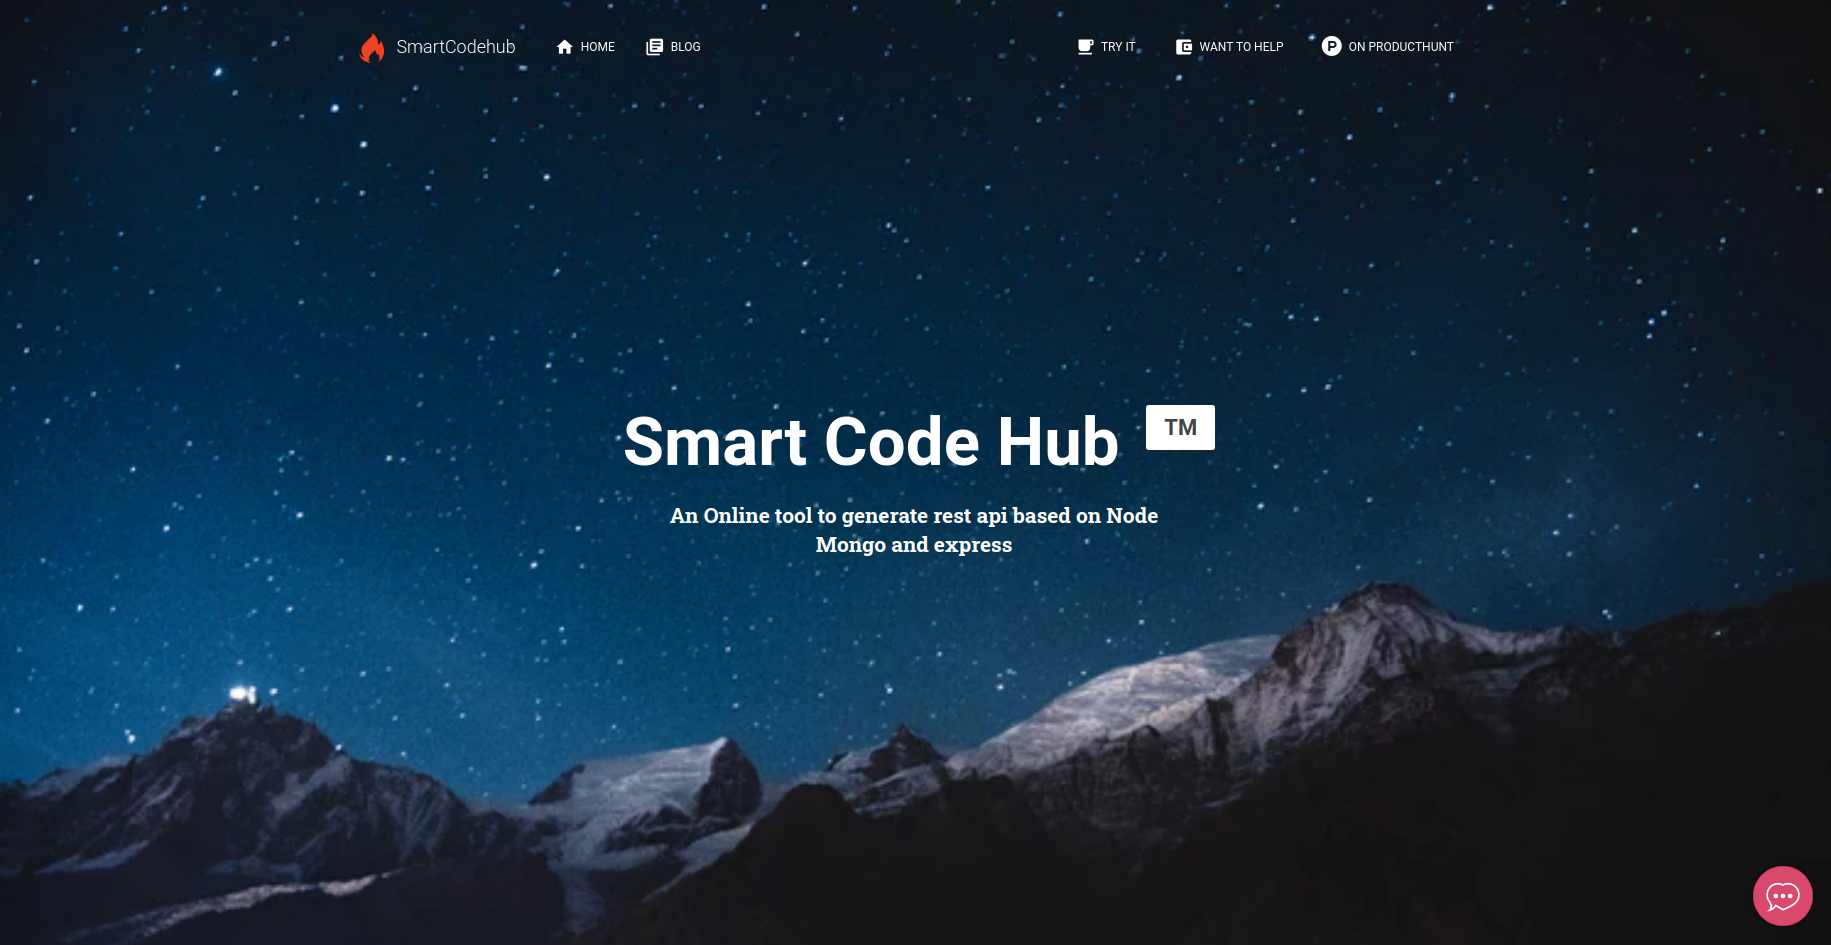 SmartCodehub HOME BLOG TRY IT WANT TO HELP P ON PRODUCTHUNT
Smart Code Hub TM
An Online tool to generate rest api based on Node
Mongo and express